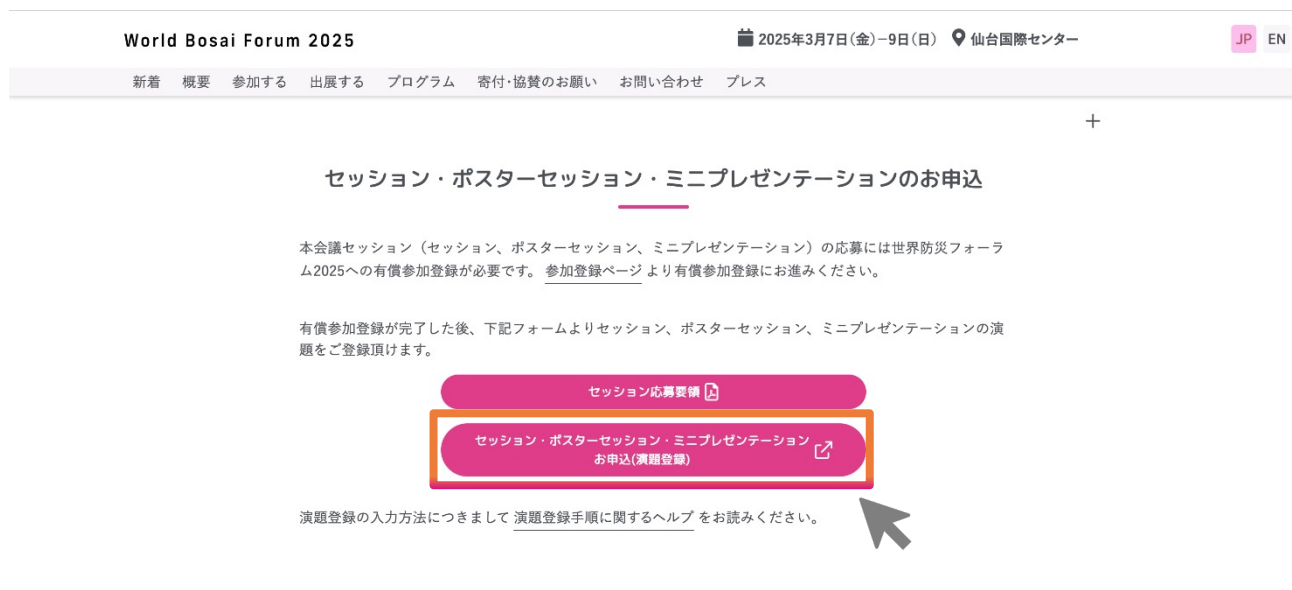 World Bosai Forum 2025
2025年3月7日(金)−9日(日) 仙台国際センター
JP EN
新着 概要 参加する 出展する プログラム 寄付・協賛のお願い お問い合わせ プレス
セッション・ポスターセッション・ミニプレゼンテーションのお申込
本会議セッション（セッション、ポスターセッション、ミニプレゼンテーション）の応募には世界防災フォーラ
ム2025への有償参加登録が必要です。 参加登録ページ より有償参加登録にお進みください。
有償参加登録が完了した後、下記フォームよりセッション、ポスターセッション、ミニプレゼンテーションの演
題をご登録頂けます。
セッション応募要領
セッション・ポスターセッション・ミニプレゼンテーション
お申込(演題登録)
演題登録の入力方法につきまして 演題登録手順に関するヘルプ をお読みください。